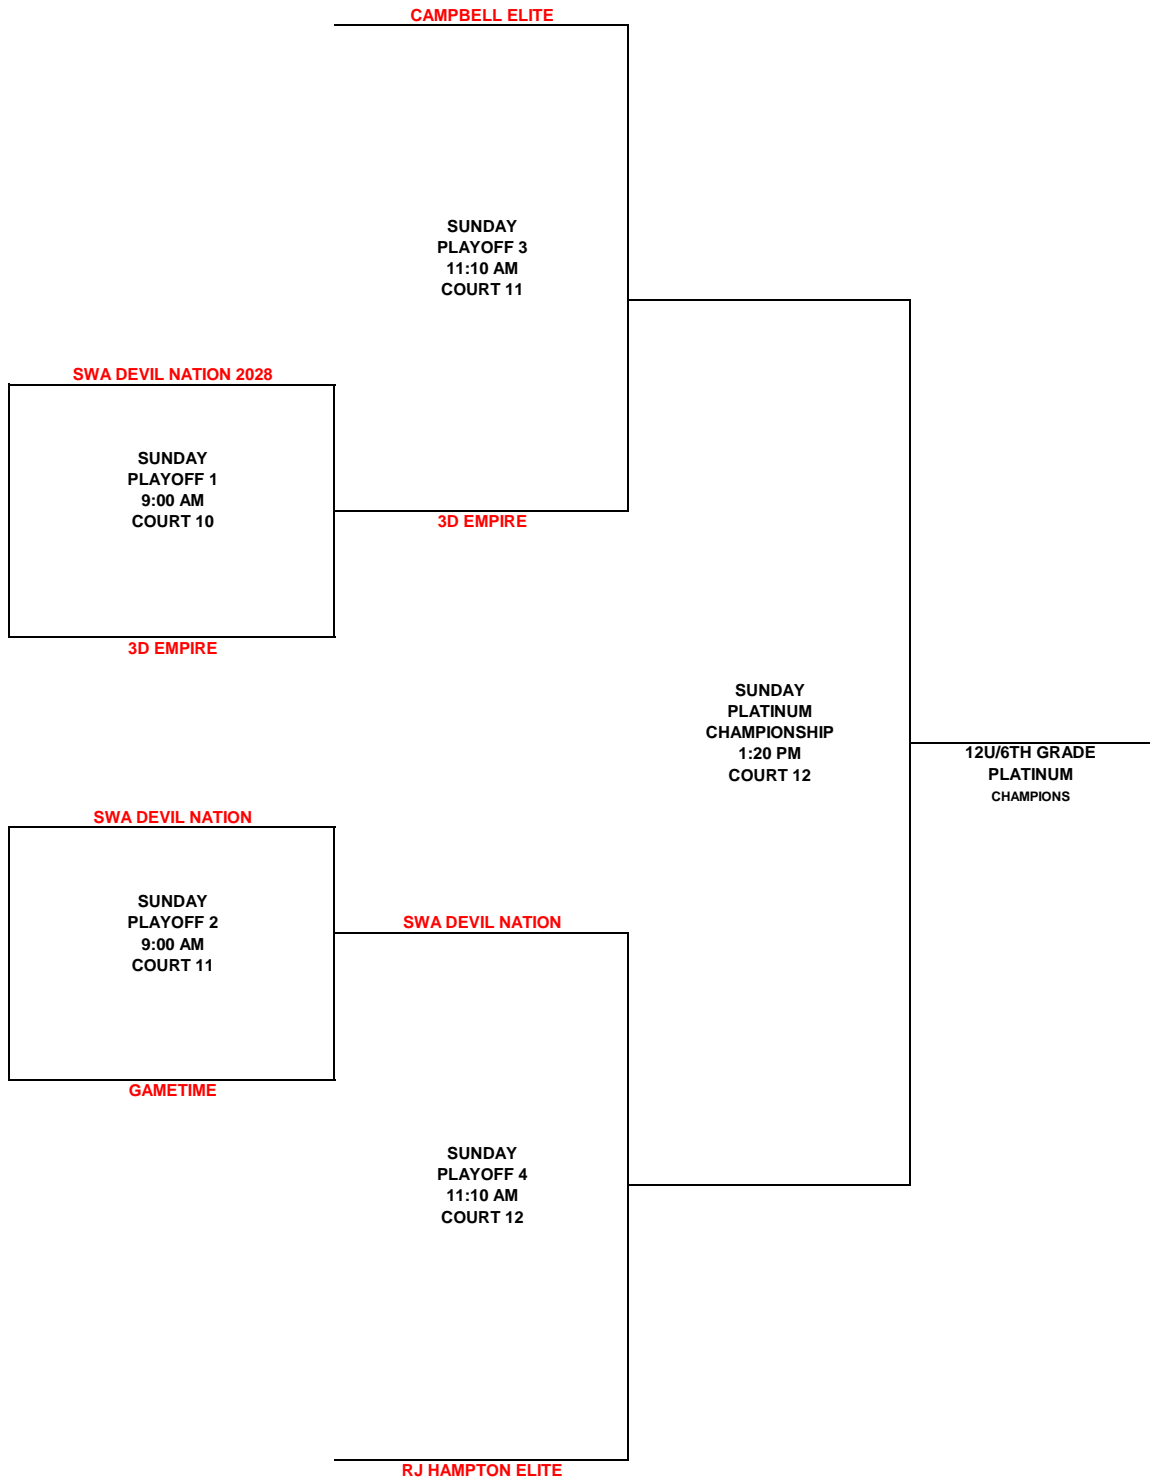 CAMPBELL ELITE
SUNDAY
PLAYOFF 3
11:10 AM
COURT 11
SWA DEVIL NATION 2028
SUNDAY
PLAYOFF 1
9:00 AM
COURT 10
3D EMPIRE
3D EMPIRE
SUNDAY
PLATINUM
CHAMPIONSHIP
1:20 PM
COURT 12
12U/6TH GRADE
PLATINUM
CHAMPIONS
SWA DEVIL NATION
SUNDAY
PLAYOFF 2
9:00 AM
COURT 11
SWA DEVIL NATION
GAMETIME
SUNDAY
PLAYOFF 4
11:10 AM
COURT 12
RJ HAMPTON ELITE